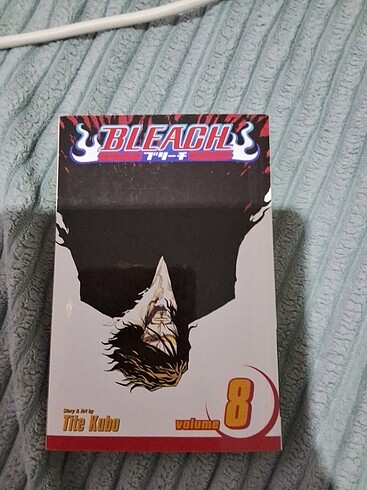 BLEACH
ブリーチ
Story & Art by
Tite Kubo
volume 8